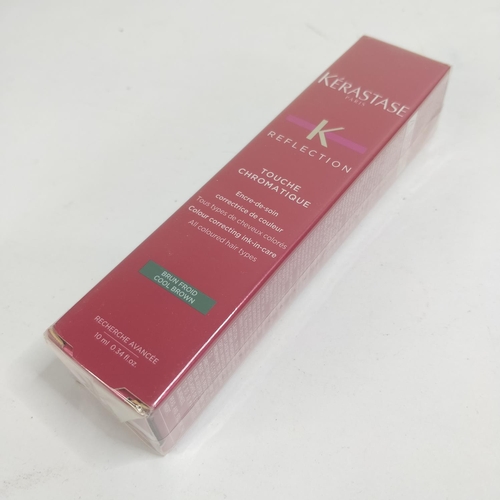 KÉRASTASE
PARIS
K
REFLECTION
TOUCHE
CHROMATIQUE
Encre-de-soin
correctrice de couleur
Tous types de cheveux colorés
Colour correcting ink-in-care
All coloured hair types
BRUN FROID
COOL BROWN
RECHERCHE AVANCÉE
10 ml 0.34 fl.oz.